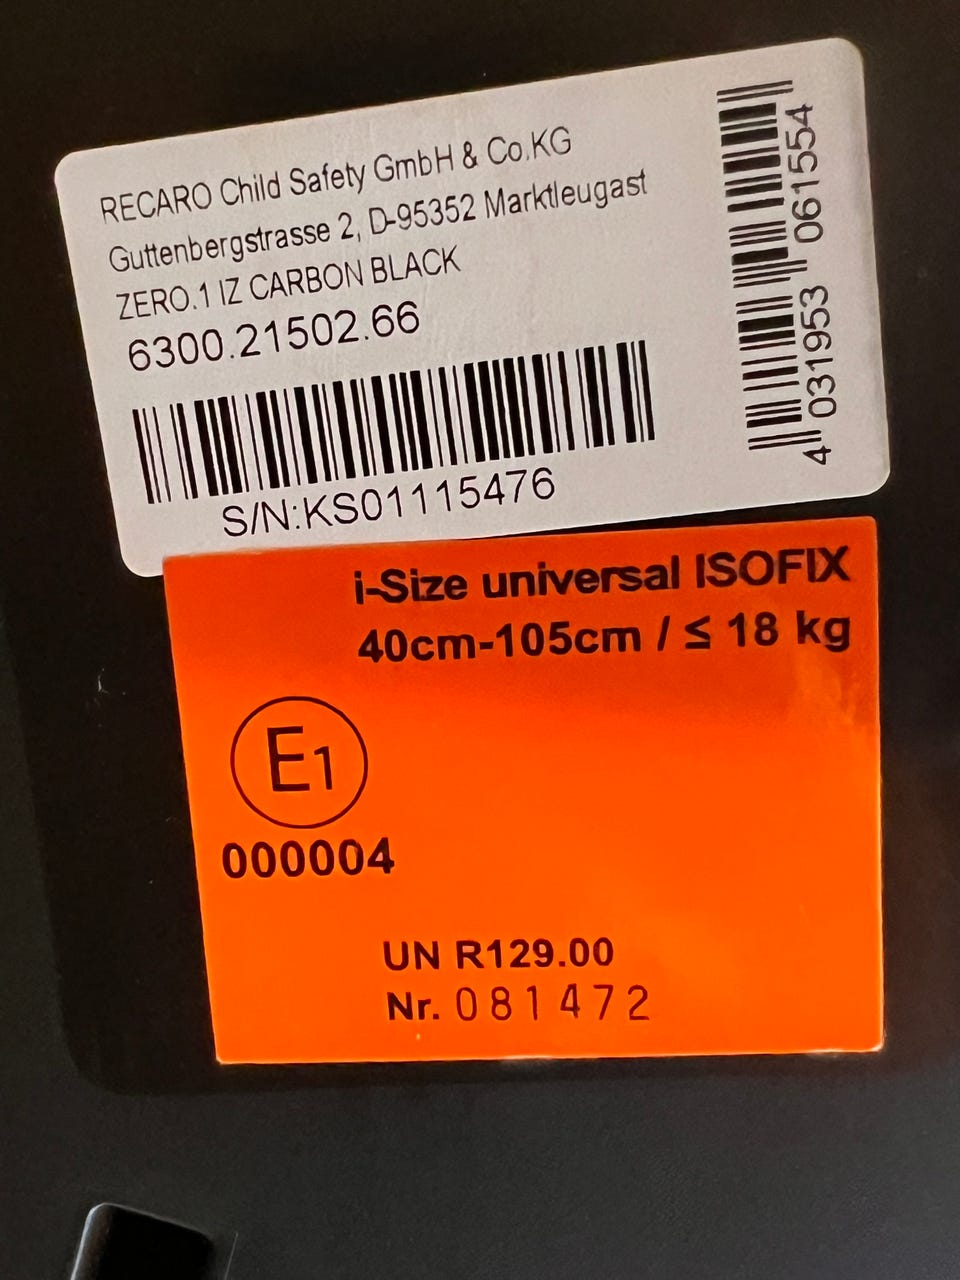 RECARO Child Safety GmbH & Co.KG
Guttenbergstrasse 2, D-95352 Marktleugast
ZERO.1 IZ CARBON BLACK
6300.21502.66
S/N:KS01115476
4 031953 061554
i-Size universal ISOFIX
40cm-105cm / ≤ 18 kg
E1
000004
UN R129.00
Nr. 081472